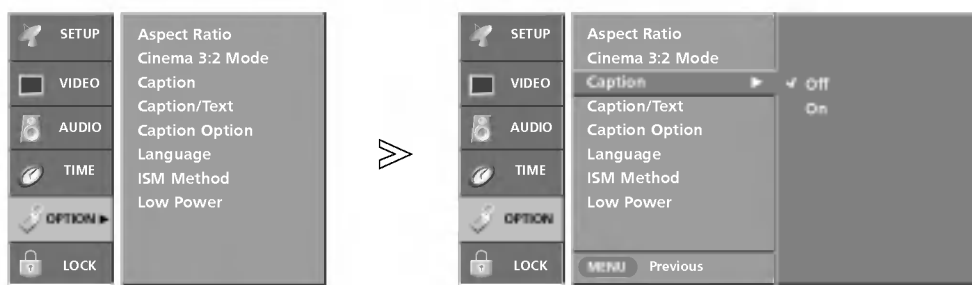 SETUP
VIDEO
AUDIO
TIME
OPTION
LOCK
Aspect Ratio
Cinema 3:2 Mode
Caption
Caption/Text
Caption Option
Language
ISM Method
Low Power
SETUP
VIDEO
AUDIO
TIME
OPTION
LOCK
Aspect Ratio
Cinema 3:2 Mode
Caption
Caption/Text
Caption Option
Language
ISM Method
Low Power
MENU Previous
Off
On